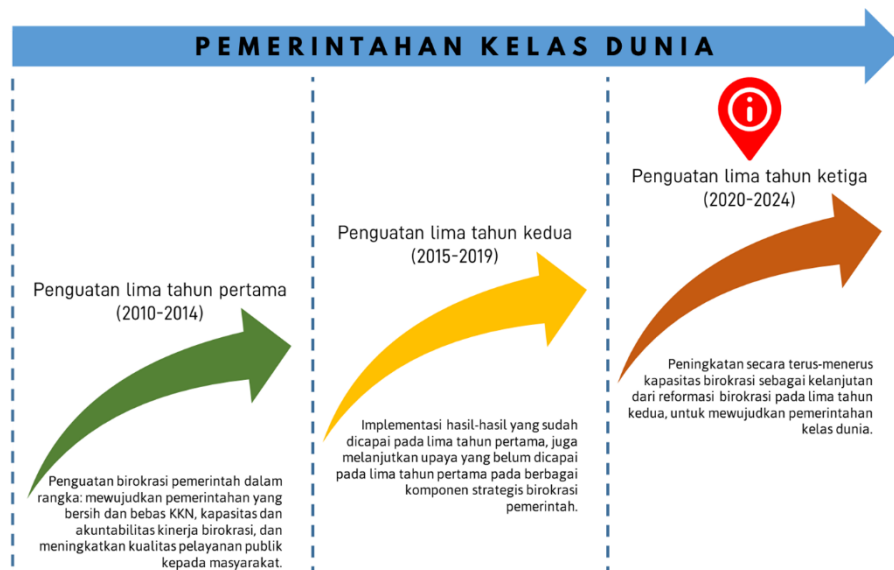 PEMERINTAHAN KELAS DUNIA
Penguatan lima tahun pertama
(2010-2014)
Penguatan birokrasi pemerintah dalam
rangka: mewujudkan pemerintahan yang
bersih dan bebas KKN, kapasitas dan
akuntabilitas kinerja birokrasi, dan
meningkatkan kualitas pelayanan publik
kepada masyarakat.
Penguatan lima tahun kedua
(2015-2019)
Implementasi hasil-hasil yang sudah
dicapai pada lima tahun pertama, juga
melanjutkan upaya yang belum dicapai
pada lima tahun pertama pada berbagai
komponen strategis birokrasi
pemerintah.
Penguatan lima tahun ketiga
(2020-2024)
Peningkatan secara terus-menerus
kapasitas birokrasi sebagai kelanjutan
dari reformasi birokrasi pada lima tahun
kedua, untuk mewujudkan pemerintahan
kelas dunia.